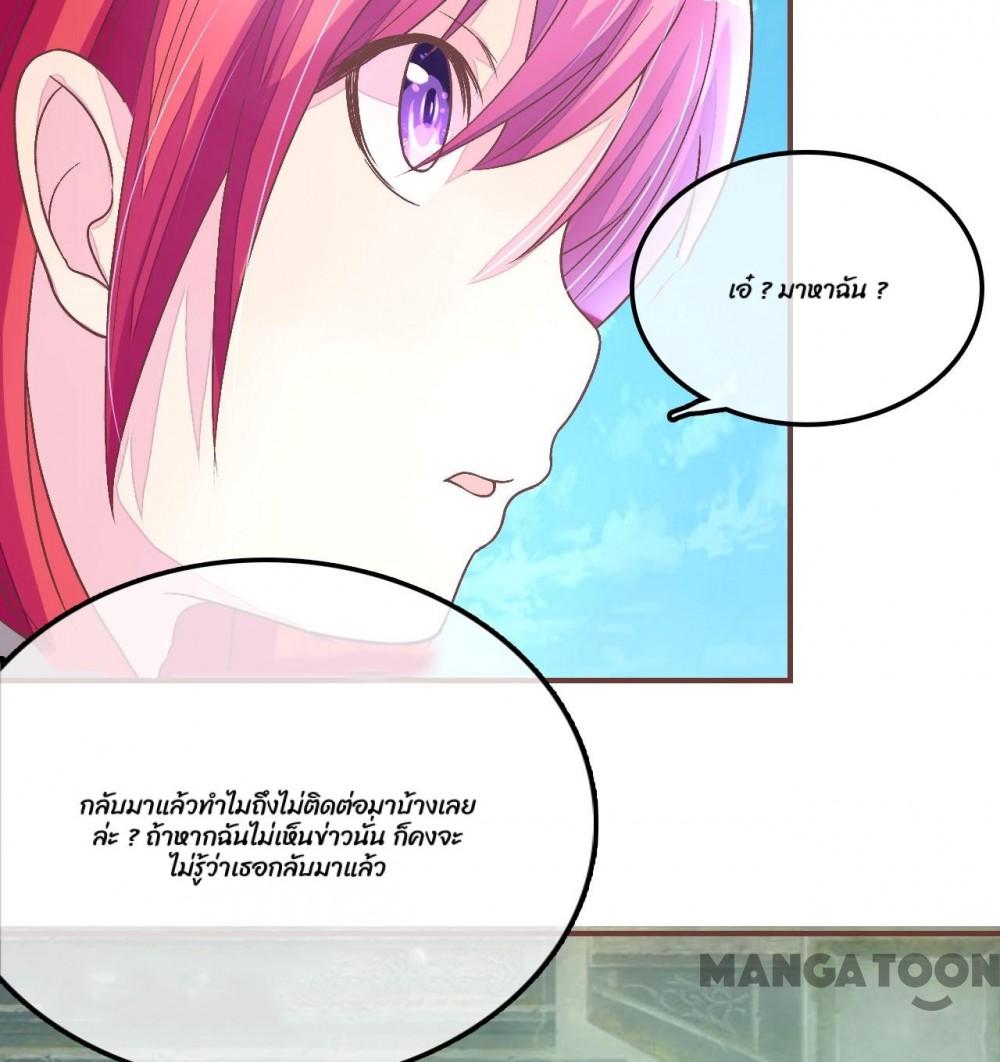 เอ๋ ? มาหาฉัน ?
กลับมาแล้วทำไมถึงไม่ติดต่อมาบ้างเลย
ล่ะ ? ถ้าหากฉันไม่เห็นข่าวนั่น ก็คงจะ
ไม่รู้ว่าเธอกลับมาแล้ว
MANGATOON